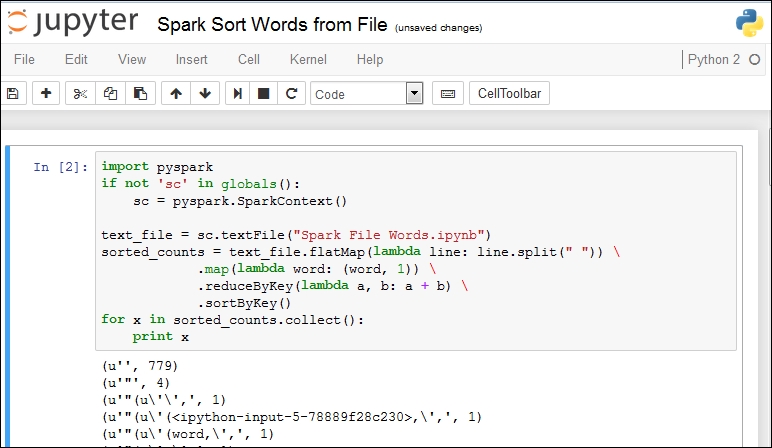 jupyter Spark Sort Words from File (unsaved changes)
File Edit View Insert Cell Kernel Help Python 2
Code CellToolbar
In [2]: import pyspark
if not 'sc' in globals():
    sc = pyspark.SparkContext()
text_file = sc.textFile("Spark File Words.ipynb")
sorted_counts = text_file.flatMap(lambda line: line.split(" ")) \
            .map(lambda word: (word, 1)) \
            .reduceByKey(lambda a, b: a + b) \
            .sortByKey()
for x in sorted_counts.collect():
    print x
(u'', 779)
(u'"', 4)
(u'"(u\'\',', 1)
(u'"(u\'(<ipython-input-5-78889f28c230>,\',', 1)
(u'"(u\'(word,\',', 1)